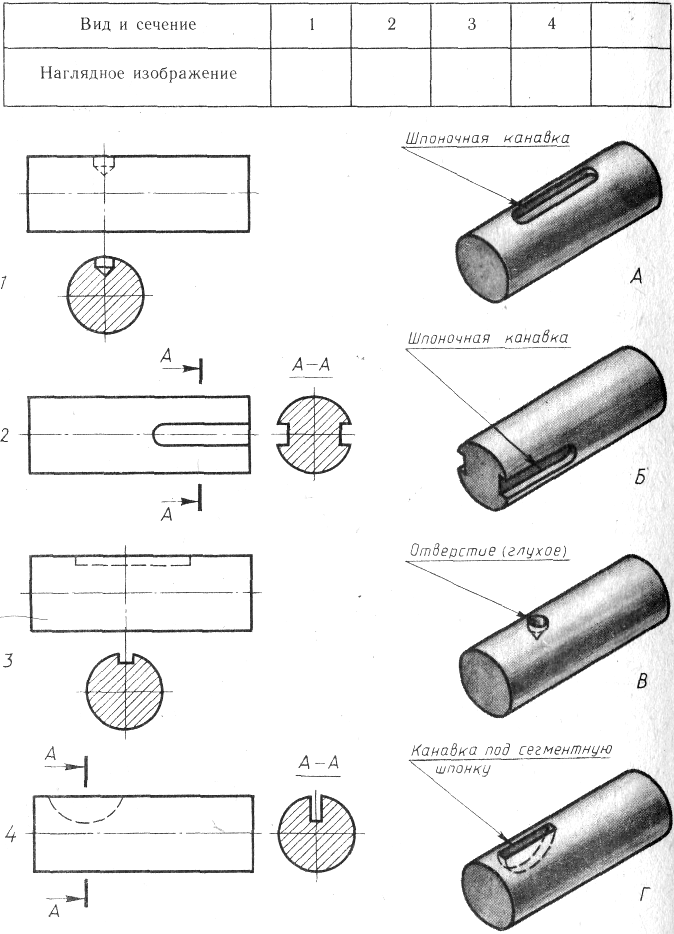 Вид и сечение 1 2 3 4
Наглядное изображение
Шпоночная канавка
А
1
А
А
А–А
2
Шпоночная канавка
Б
Отверстие (глухое)
В
3
А
А
А–А
4
Канавка под сегментную
шпонку
Г